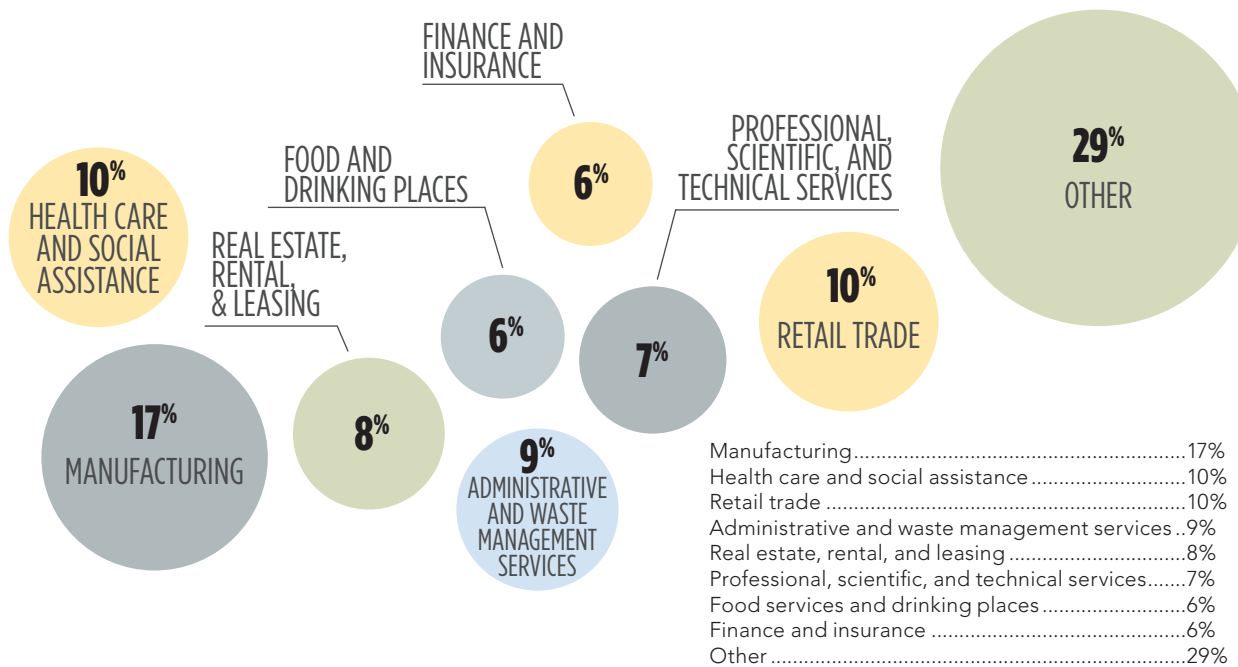 FINANCE AND
INSURANCE
6%
29%
OTHER
PROFESSIONAL,
SCIENTIFIC, AND
TECHNICAL SERVICES
7%
FOOD AND
DRINKING PLACES
6%
10%
HEALTH CARE
AND SOCIAL
ASSISTANCE
REAL ESTATE,
RENTAL,
& LEASING
8%
10%
RETAIL TRADE
17%
MANUFACTURING
9%
ADMINISTRATIVE
AND WASTE
MANAGEMENT
SERVICES
Manufacturing..................................................17%
Health care and social assistance.......................10%
Retail trade ......................................................10%
Administrative and waste management services..9%
Real estate, rental, and leasing...........................8%
Professional, scientific, and technical services......7%
Food services and drinking places......................6%
Finance and insurance .......................................6%
Other ..............................................................29%